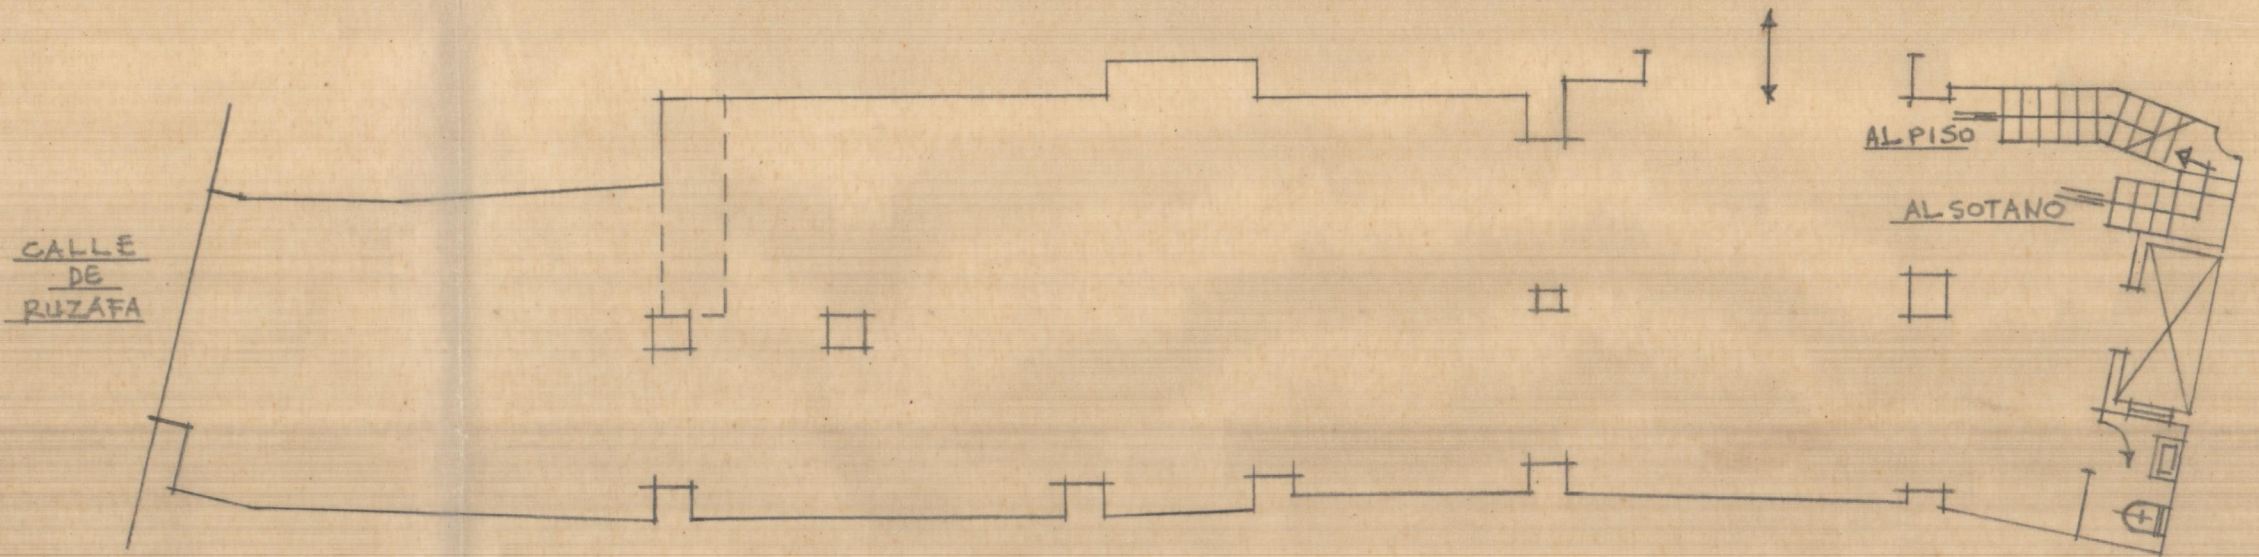 CALLE
DE
RUZAFA
AL PISO
AL SOTANO